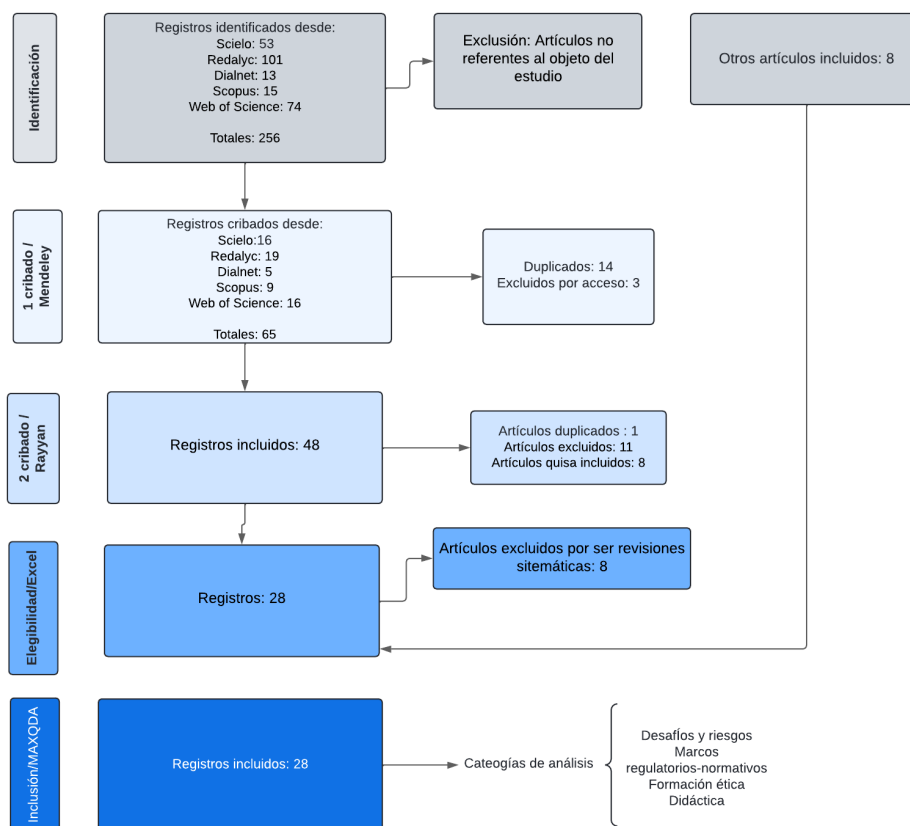 Identificación
Registros identificados desde:
Scielo: 53
Redalyc: 101
Dialnet: 13
Scopus: 15
Web of Science: 74
Totales: 256
Exclusión: Artículos no
referentes al objeto del
estudio
Otros artículos incluidos: 8
1 cribado /
Mendeley
Registros cribados desde:
Scielo:16
Redalyc: 19
Dialnet: 5
Scopus: 9
Web of Science: 16
Totales: 65
Duplicados: 14
Excluidos por acceso: 3
2 cribado /
Rayyan
Registros incluidos: 48
Artículos duplicados : 1
Artículos excluidos: 11
Artículos quisa incluidos: 8
Elegibilidad/Excel
Registros: 28
Artículos excluidos por ser revisiones
sitemáticas: 8
Inclusión/MAXQDA
Registros incluidos: 28
Cateogías de análisis
Desafíos y riesgos
Marcos
regulatorios-normativos
Formación ética
Didáctica